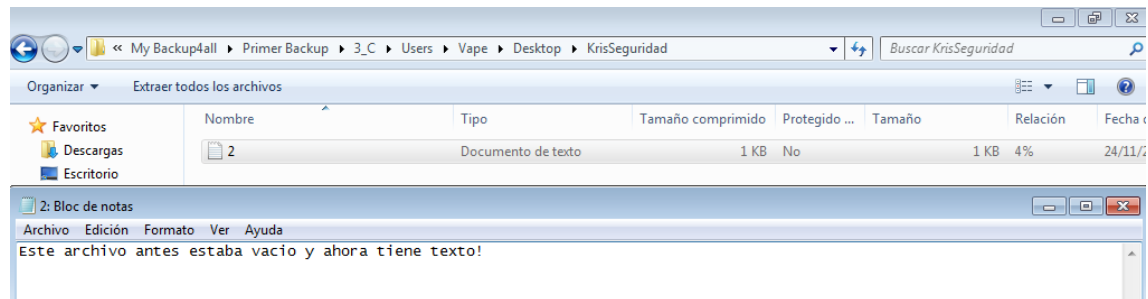 « My Backup4all ▸ Primer Backup ▸ 3_C ▸ Users ▸ Vape ▸ Desktop ▸ KrisSeguridad Buscar KrisSeguridad
Organizar Extraer todos los archivos
Favoritos Nombre Tipo Tamaño comprimido Protegido ... Tamaño Relación Fecha
Descargas 2 Documento de texto 1 KB No 1 KB 4% 24/11/
Escritorio
2: Bloc de notas
Archivo Edición Formato Ver Ayuda
Este archivo antes estaba vacio y ahora tiene texto!